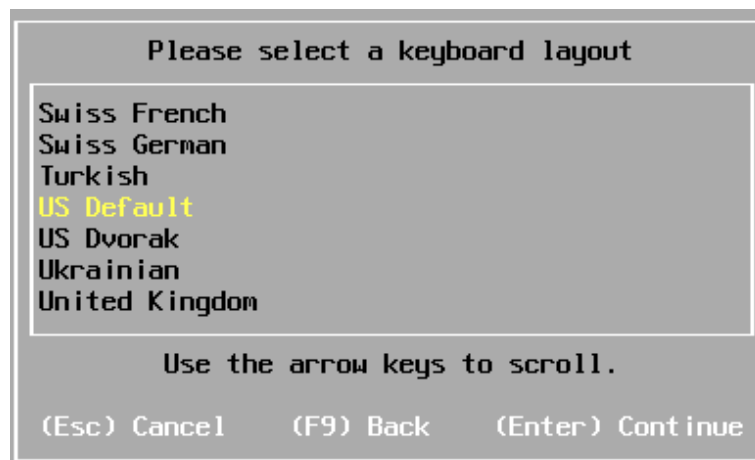 Please select a keyboard layout
Swiss French
Swiss German
Turkish
US Default
US Dvorak
Ukrainian
United Kingdom
Use the arrow keys to scroll.
(Esc) Cancel (F9) Back (Enter) Continue